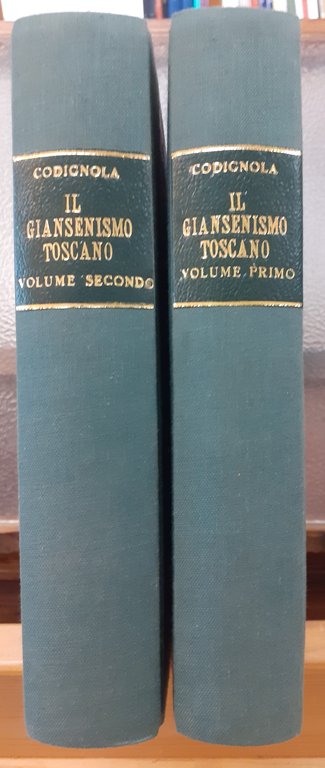 CODIGNOLA
IL
GIANSENISMO
TOSCANO
VOLUME SECONDO
CODIGNOLA
IL
GIANSENISMO
TOSCANO
VOLUME PRIMO